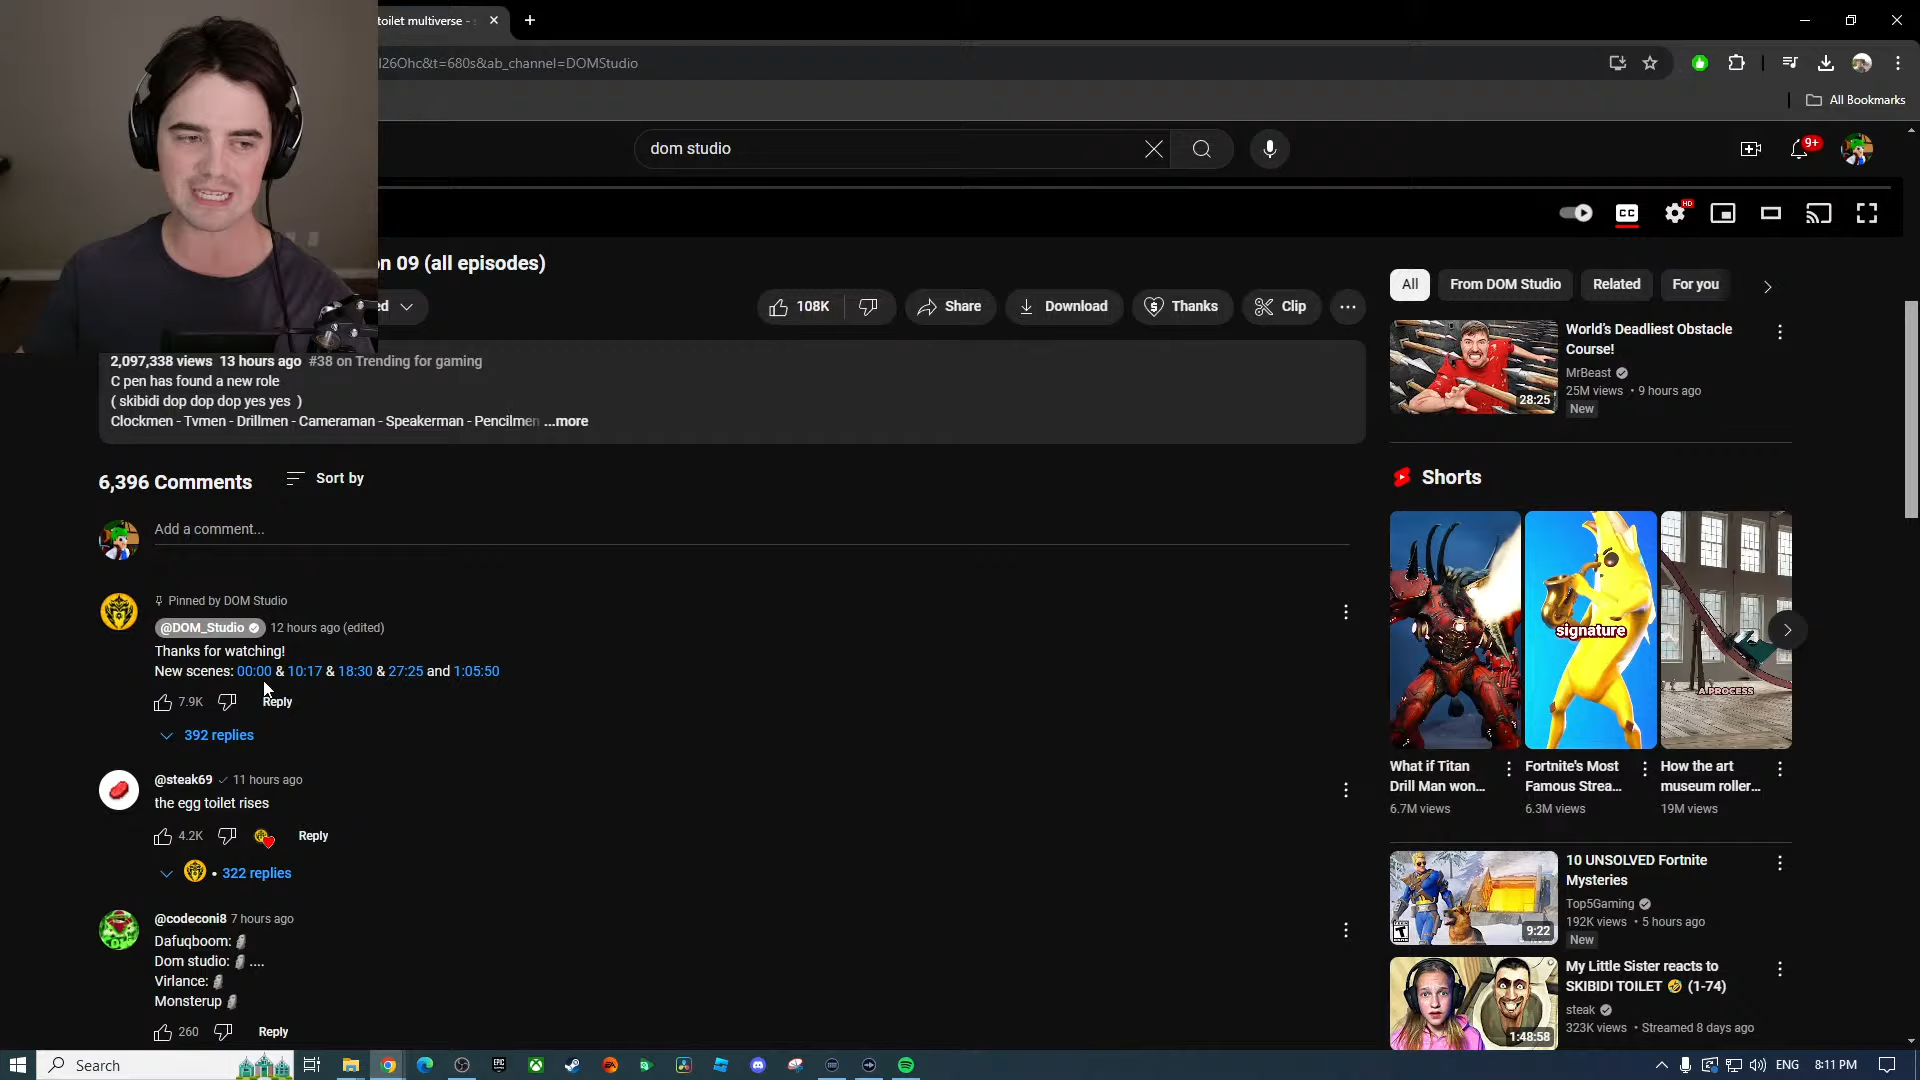 toilet multiverse -
l26Ohc&t=680s&ab_channel=DOMStudio
All Bookmarks
dom studio
9+
CC
HD
on 09 (all episodes)
108K
Share
Download
Thanks
Clip
2,097,338 views 13 hours ago #38 on Trending for gaming
C pen has found a new role
( skibidi dop dop dop yes yes )
Clockmen - Tvmen - Drillmen - Cameraman - Speakerman - Pencilmen ...more
6,396 Comments
Sort by
Add a comment...
Pinned by DOM Studio
@DOM_Studio 12 hours ago (edited)
Thanks for watching!
New scenes: 00:00 & 10:17 & 18:30 & 27:25 and 1:05:50
7.9K Reply
392 replies
@steak69 11 hours ago
the egg toilet rises
4.2K Reply
322 replies
@codeconi8 7 hours ago
Dafuqboom: 🗿
Dom studio: 🗿 ....
Virlance: 🗿
Monsterup 🗿
260 Reply
All
From DOM Studio
Related
For you
World's Deadliest Obstacle
Course!
MrBeast
25M views • 9 hours ago
New
28:25
Shorts
signature
A PROCESS
What if Titan
Drill Man won...
6.7M views
Fortnite's Most
Famous Strea...
6.3M views
How the art
museum roller...
19M views
10 UNSOLVED Fortnite
Mysteries
Top5Gaming
192K views • 5 hours ago
New
9:22
My Little Sister reacts to
SKIBIDI TOILET 🤣 (1-74)
steak
323K views • Streamed 8 days ago
1:48:58
Search
ENG
8:11 PM